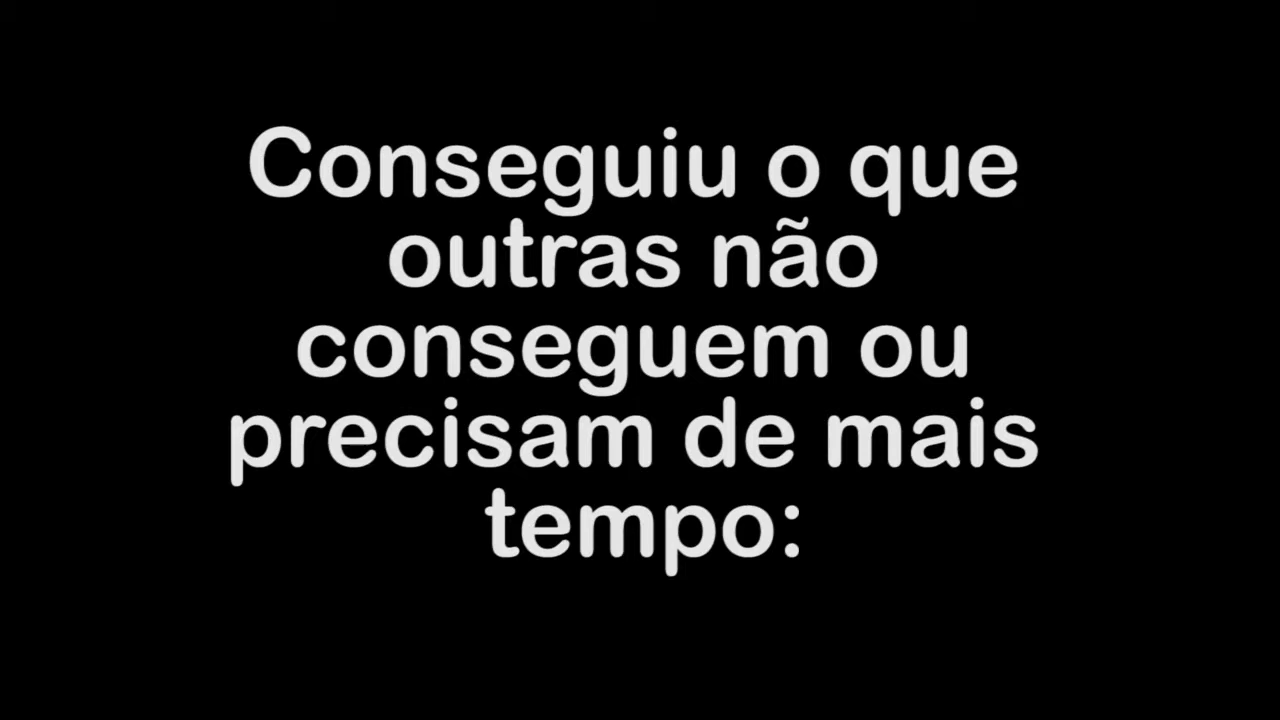 Conseguiu o que
outras não
conseguem ou
precisam de mais
tempo: